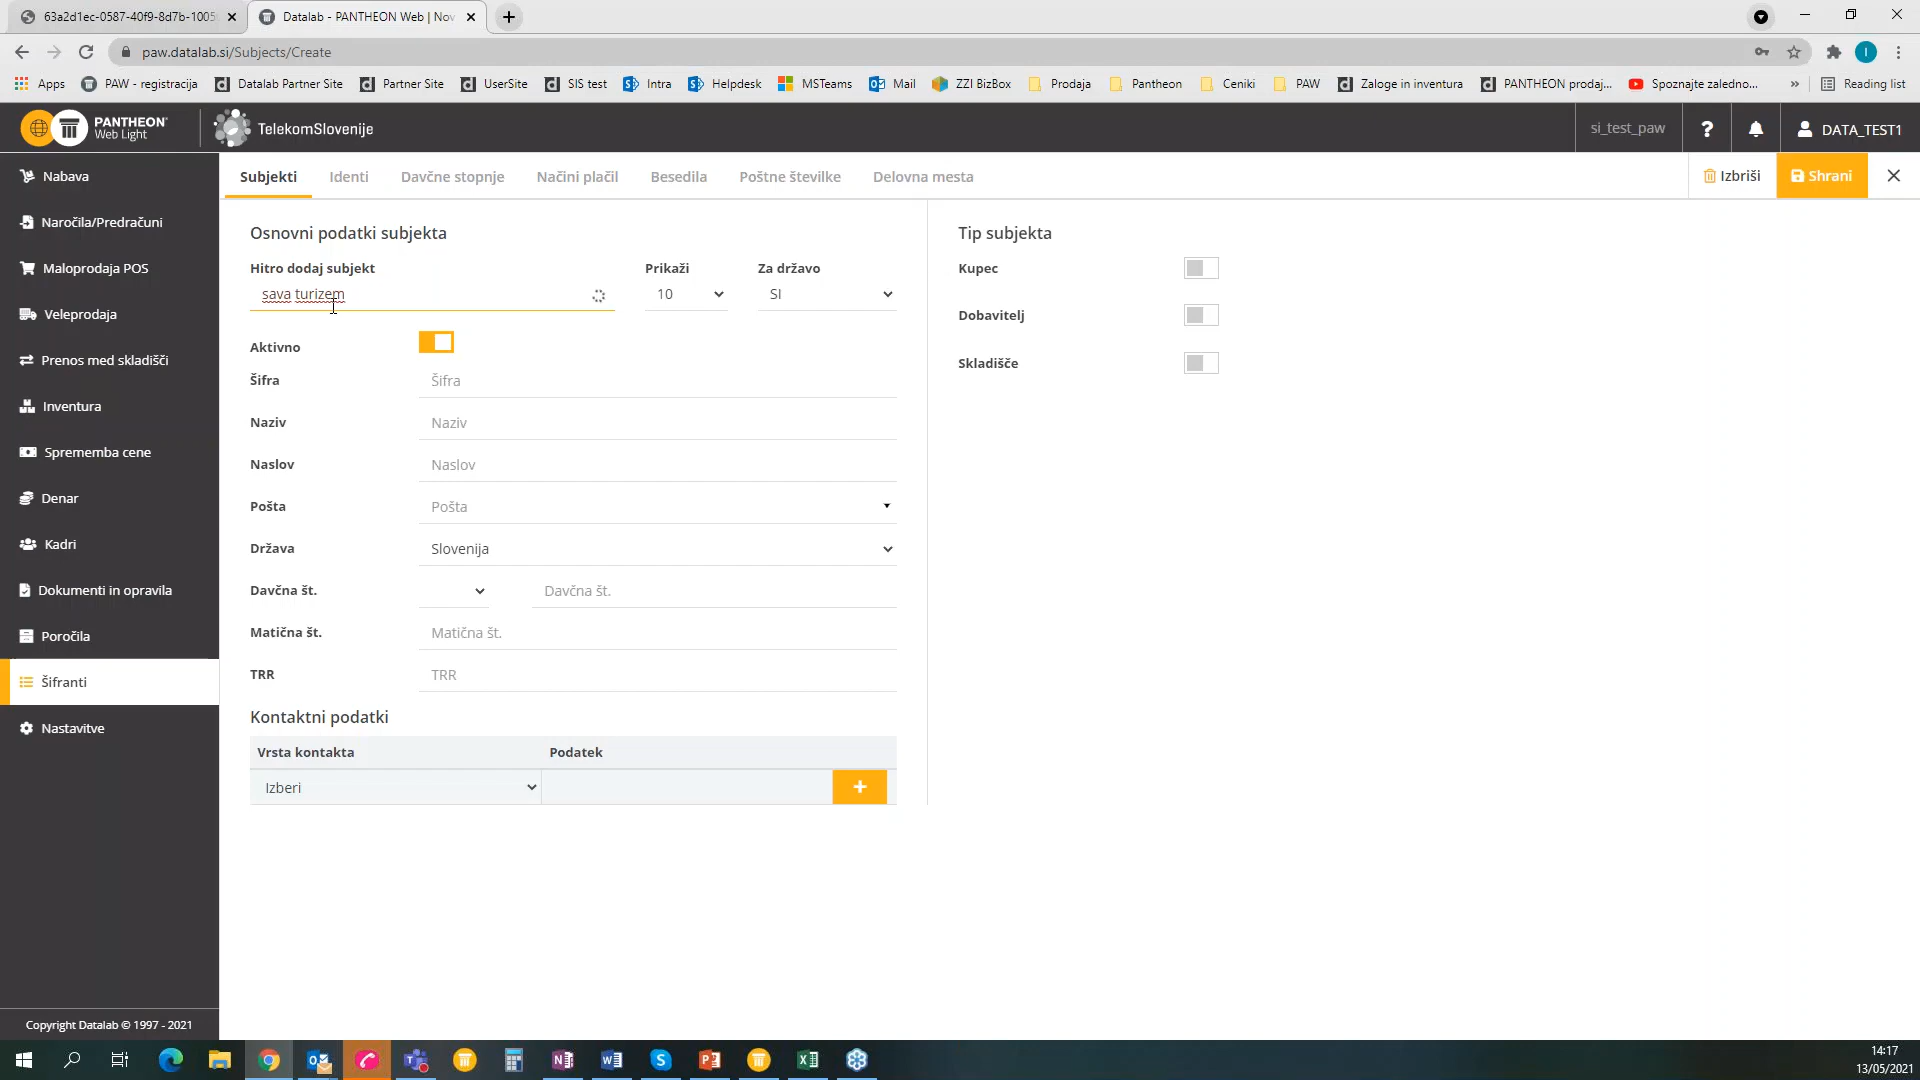 63a2d1ec-0587-40f9-8d7b-1005
Datalab - PANTHEON Web | Nov
paw.datalab.si/Subjects/Create
Apps PAW - registracija Datalab Partner Site Partner Site UserSite SIS test Intra Helpdesk MSTeams Mail ZZI BizBox Prodaja Pantheon Ceniki PAW Zaloge in inventura PANTHEON prodaj... Spoznajte zaledno... » Reading list
PANTHEON
Web Light
TelekomSlovenije
si_test_paw
DATA_TEST1
Nabava
Naročila/Predračuni
Maloprodaja POS
Veleprodaja
Prenos med skladišči
Inventura
Sprememba cene
Denar
Kadri
Dokumenti in opravila
Poročila
Šifranti
Nastavitve
Copyright Datalab © 1997 - 2021
Subjekti Identi Davčne stopnje Načini plačil Besedila Poštne številke Delovna mesta
Izbriši Shrani
Osnovni podatki subjekta
Hitro dodaj subjekt Prikaži Za državo
sava turizem 10 SI
Aktivno
Šifra Šifra
Naziv Naziv
Naslov Naslov
Pošta Pošta
Država Slovenija
Davčna št. Davčna št.
Matična št. Matična št.
TRR TRR
Kontaktni podatki
Vrsta kontakta Podatek
Izberi +
Tip subjekta
Kupec
Dobavitelj
Skladišče
14:17
13/05/2021